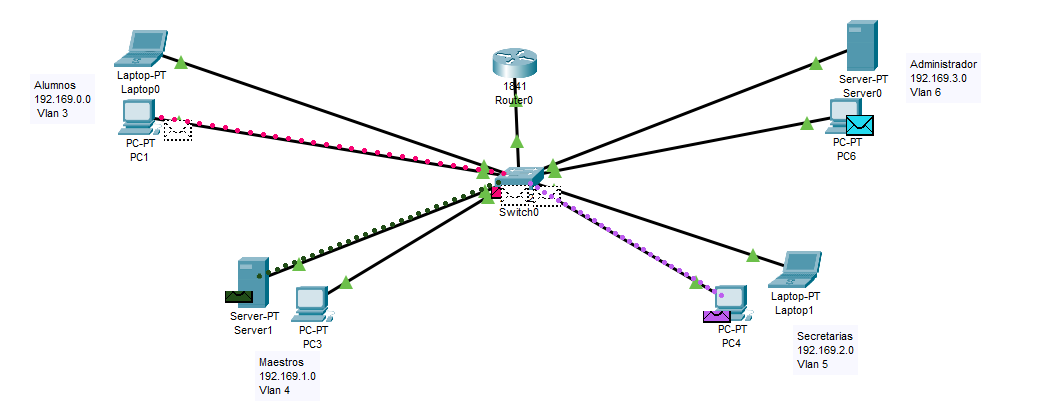 Laptop-PT
Laptop0
Alumnos
192.169.0.0
Vlan 3
PC-PT
PC1
1841
Router0
Server-PT
Server0
Administrador
192.169.3.0
Vlan 6
PC-PT
PC6
Switch0
Server-PT
Server1
PC-PT
PC3
Maestros
192.169.1.0
Vlan 4
Laptop-PT
Laptop1
PC-PT
PC4
Secretarias
192.169.2.0
Vlan 5